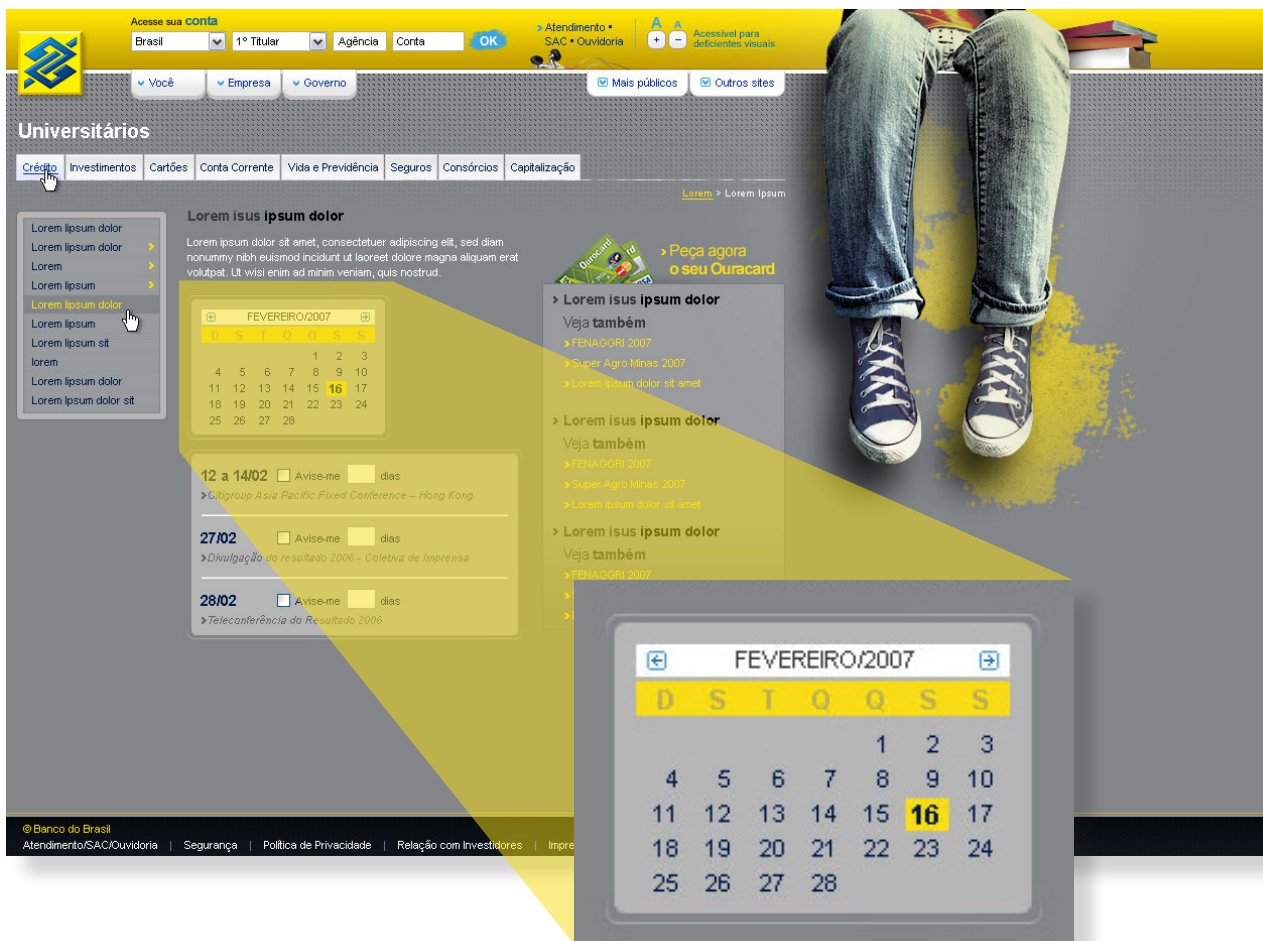 Acesse sua conta
Brasil 1º Titular Agência Conta OK
> Atendimento •
SAC • Ouvidoria
A A
+ −
Acessível para
deficientes visuais
Você Empresa Governo
Mais públicos Outros sites
Universitários
Crédito Investimentos Cartões Conta Corrente Vida e Previdência Seguros Consórcios Capitalização
Lorem > Lorem Ipsum
Lorem lipsum dolor
Lorem lipsum dolor >
Lorem >
Lorem lipsum >
Lorem lipsum dolor
Lorem lipsum
Lorem lipsum sit
lorem
Lorem lipsum dolor
Lorem lpsum dolor sit
Lorem isus ipsum dolor
Lorem ipsum dolor sit amet, consectetuer adipiscing elit, sed diam
nonummy nibh euismod incidunt ut laoreet dolore magna aliquam erat
volutpat. Ut wisi enim ad minim veniam, quis nostrud.
FEVEREIRO/2007
D S T Q Q S S
1 2 3
4 5 6 7 8 9 10
11 12 13 14 15 16 17
18 19 20 21 22 23 24
25 26 27 28
12 a 14/02 Avise-me dias
>Citigroup Asia Pacific Fixed Conference – Hong Kong
27/02 Avise-me dias
>Divulgação do resultado 2006 - Coletiva de Imprensa
28/02 Avise-me dias
>Teleconferência do Resultado 2006
Ourocard
> Peça agora
o seu Ouracard
> Lorem isus ipsum dolor
Veja também
>FENAGGRI 2007
>Super Agro Minas 2007
>Lorem ipsum dolor sit amet
> Lorem isus ipsum dolor
Veja também
>FENAGGRI 2007
>Super Agro Minas 2007
>Lorem ipsum dolor sit amet
> Lorem isus ipsum dolor
Veja também
>FENAGGRI 2007
FEVEREIRO/2007
D S T Q Q S S
1 2 3
4 5 6 7 8 9 10
11 12 13 14 15 16 17
18 19 20 21 22 23 24
25 26 27 28
© Banco do Brasil
Atendimento/SAC/Ouvidoria | Segurança | Política de Privacidade | Relação com Investidores | Impre